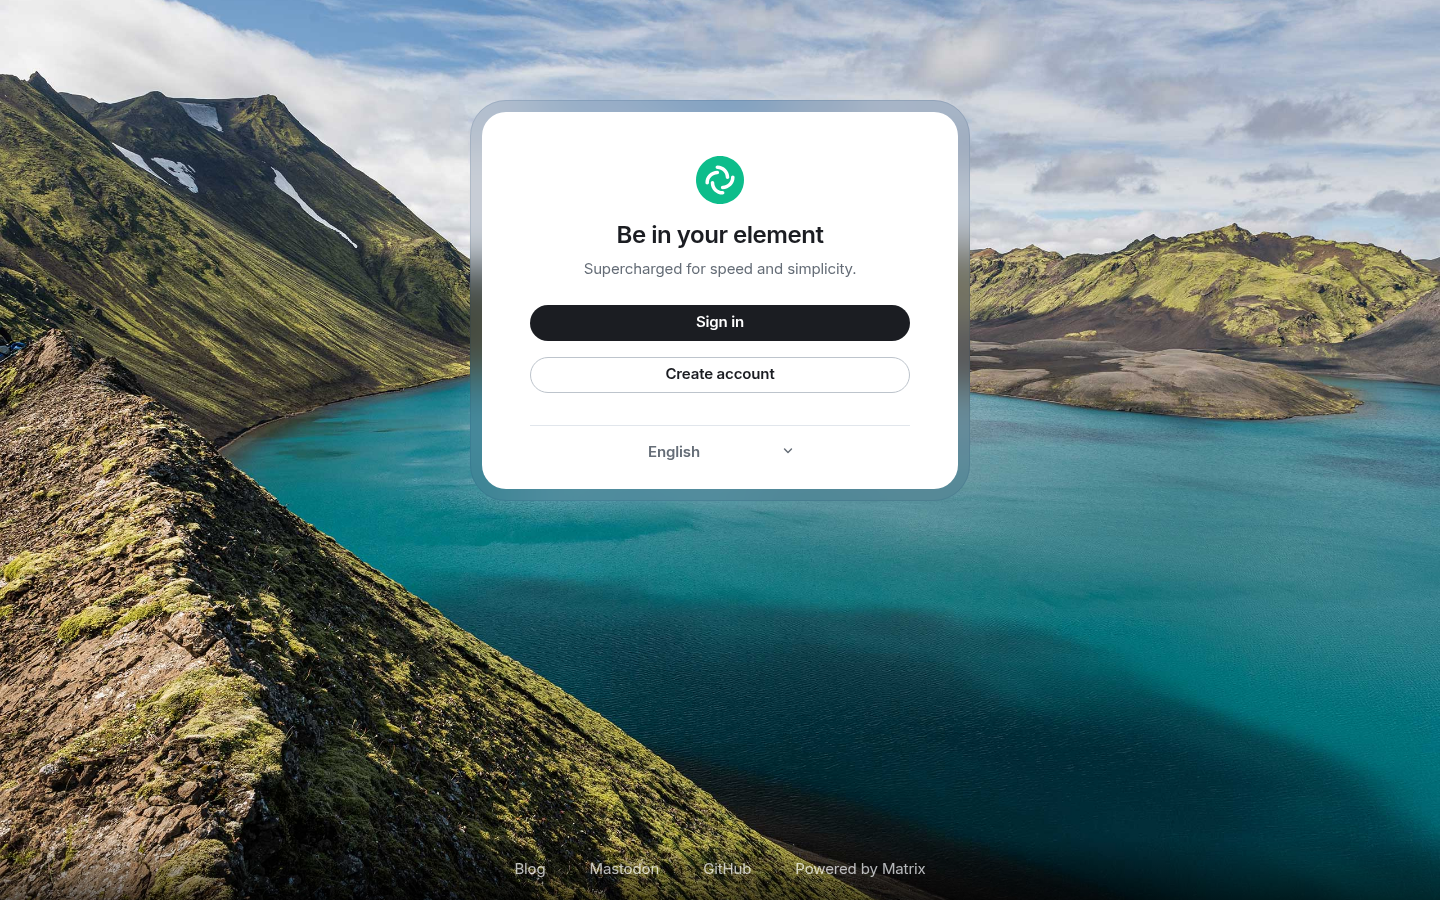 Be in your element
Supercharged for speed and simplicity.
Sign in
Create account
English
Blog Mastodon GitHub Powered by Matrix